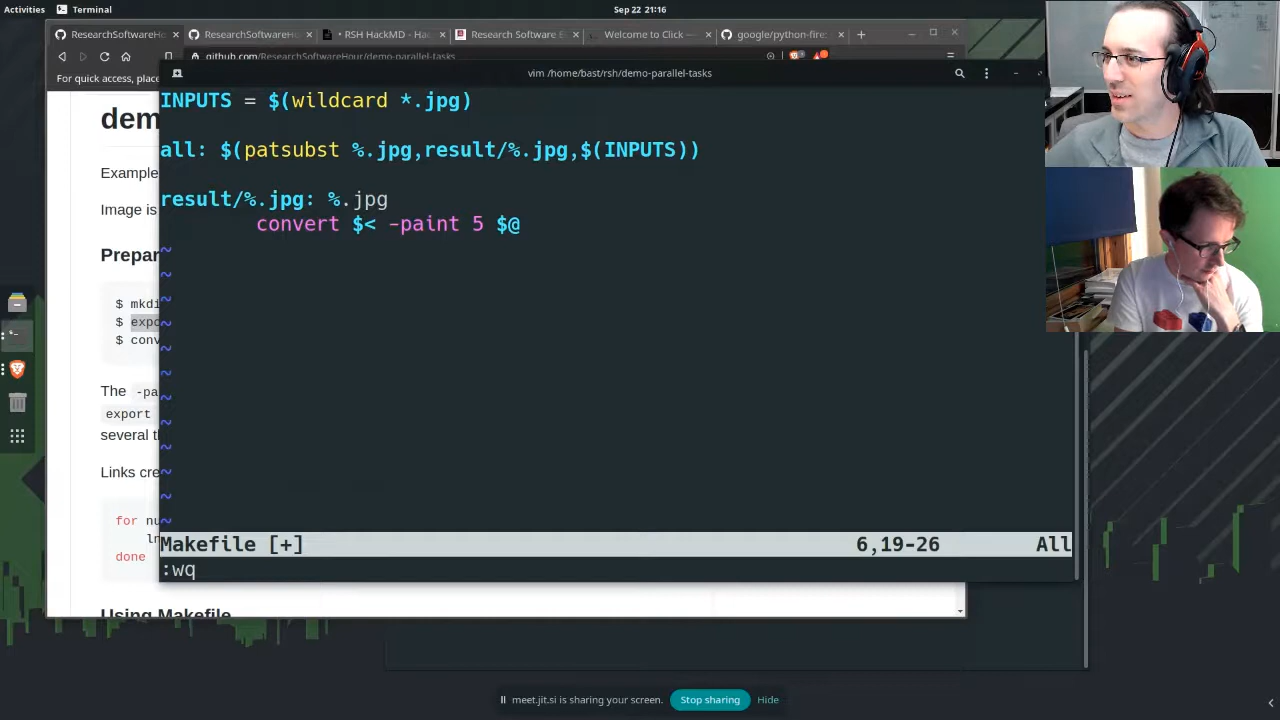 Activities
Terminal
Sep 22 21:16
ResearchSoftwareHo
ResearchSoftwareHo
• RSH HackMD - Hac
Research Software E
Welcome to Click —
google/python-fire:
github.com/ResearchSoftwareHour/demo-parallel-tasks
For quick access, place
vim /home/bast/rsh/demo-parallel-tasks
dem
Example
Image is
Prepar
$ mkdi
$ expo
$ conv
The -pa
export
several th
Links cre
for nu
ln
done
Using Makefile
INPUTS = $(wildcard *.jpg)
all: $(patsubst %.jpg,result/%.jpg,$(INPUTS))
result/%.jpg: %.jpg
convert $< -paint 5 $@
~
~
~
~
~
~
~
~
~
~
~
~
Makefile [+]
6,19-26
All
:wq
meet.jit.si is sharing your screen.
Stop sharing
Hide